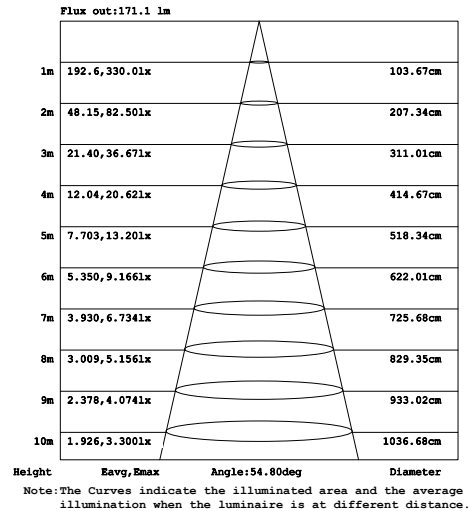 Flux out:171.1 lm
1m 192.6,330.0lx 103.67cm
2m 48.15,82.50lx 207.34cm
3m 21.40,36.67lx 311.01cm
4m 12.04,20.62lx 414.67cm
5m 7.703,13.20lx 518.34cm
6m 5.350,9.166lx 622.01cm
7m 3.930,6.734lx 725.68cm
8m 3.009,5.156lx 829.35cm
9m 2.378,4.074lx 933.02cm
10m 1.926,3.300lx 1036.68cm
Height Eavg,Emax Angle:54.80deg Diameter
Note:The Curves indicate the illuminated area and the average
illumination when the luminaire is at different distance.